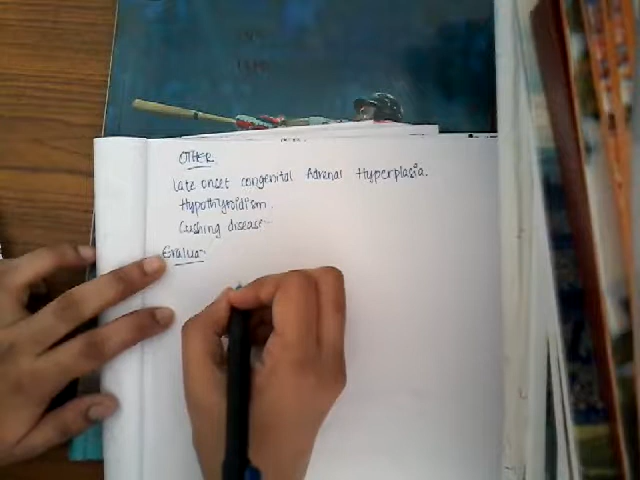 OTHER
Late onset congenital Adrenal Hyperplasia.
Hypothyroidism.
Cushing disease
Evalua